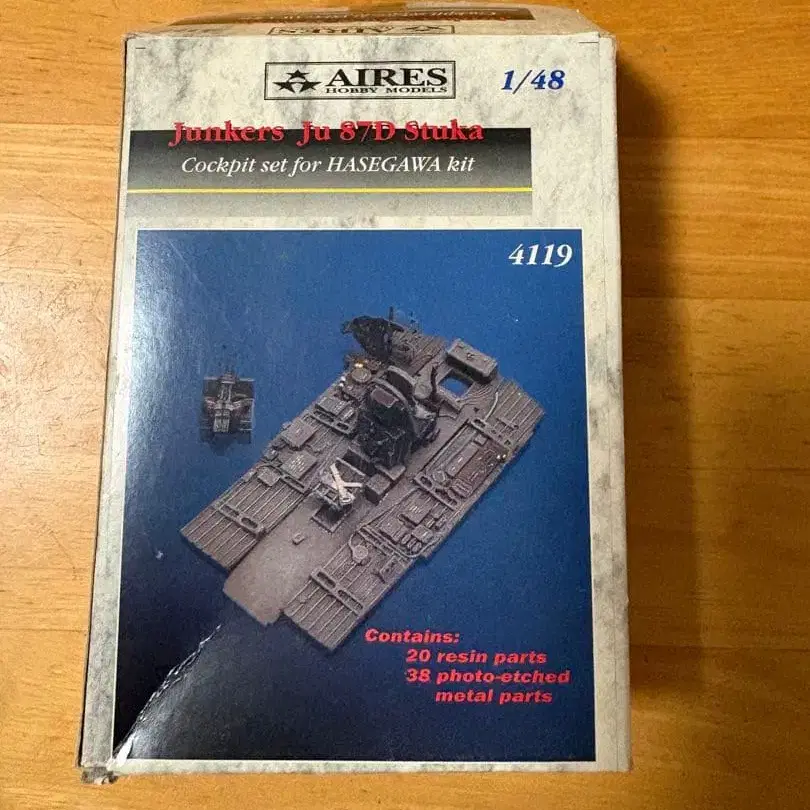 AIRES
HOBBY MODELS
1/48
Junkers Ju 87D Stuka
Cockpit set for HASEGAWA kit
4119
Contains:
20 resin parts
38 photo-etched
metal parts